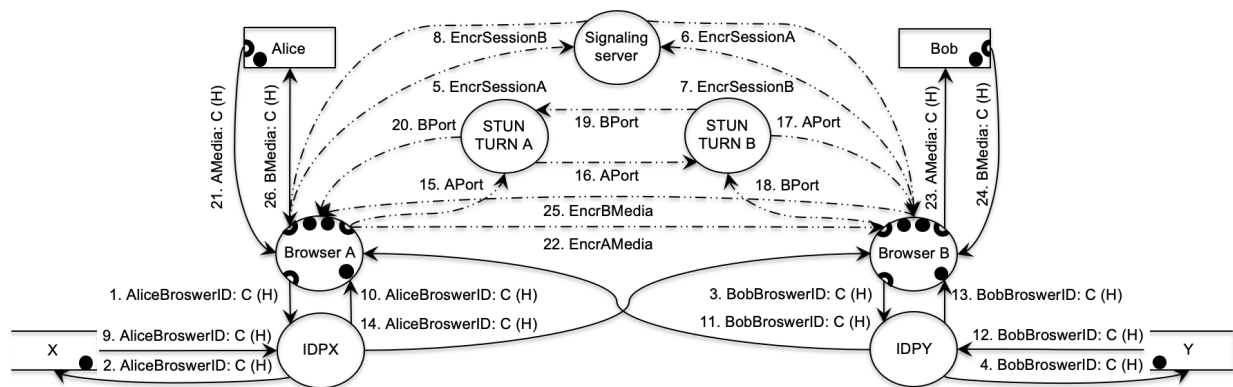 Alice
8. EncrSessionB
Signaling
server
6. EncrSessionA
Bob
5. EncrSessionA
7. EncrSessionB
21. AMedia: C (H)
26. BMedia: C (H)
20. BPort
STUN
TURN A
19. BPort
STUN
TURN B
17. APort
23. AMedia: C (H)
24. BMedia: C (H)
15. APort
16. APort
18. BPort
25. EncrBMedia
22. EncrAMedia
Browser A
Browser B
1. AliceBroswerID: C (H)
10. AliceBroswerID: C (H)
3. BobBroswerID: C (H)
13. BobBroswerID: C (H)
14. AliceBroswerID: C (H)
11. BobBroswerID: C (H)
X
9. AliceBroswerID: C (H)
2. AliceBroswerID: C (H)
IDPX
IDPY
12. BobBroswerID: C (H)
4. BobBroswerID: C (H)
Y